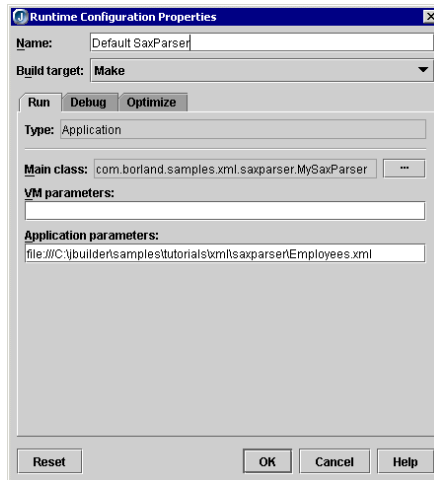 Runtime Configuration Properties
Name: Default SaxParser
Build target: Make
Run Debug Optimize
Type: Application
Main class: com.borland.samples.xml.saxparser.MySaxParser ...
VM parameters:
Application parameters:
file:///C:\jbuilder\samples\tutorials\xml\saxparser\Employees.xml
Reset OK Cancel Help